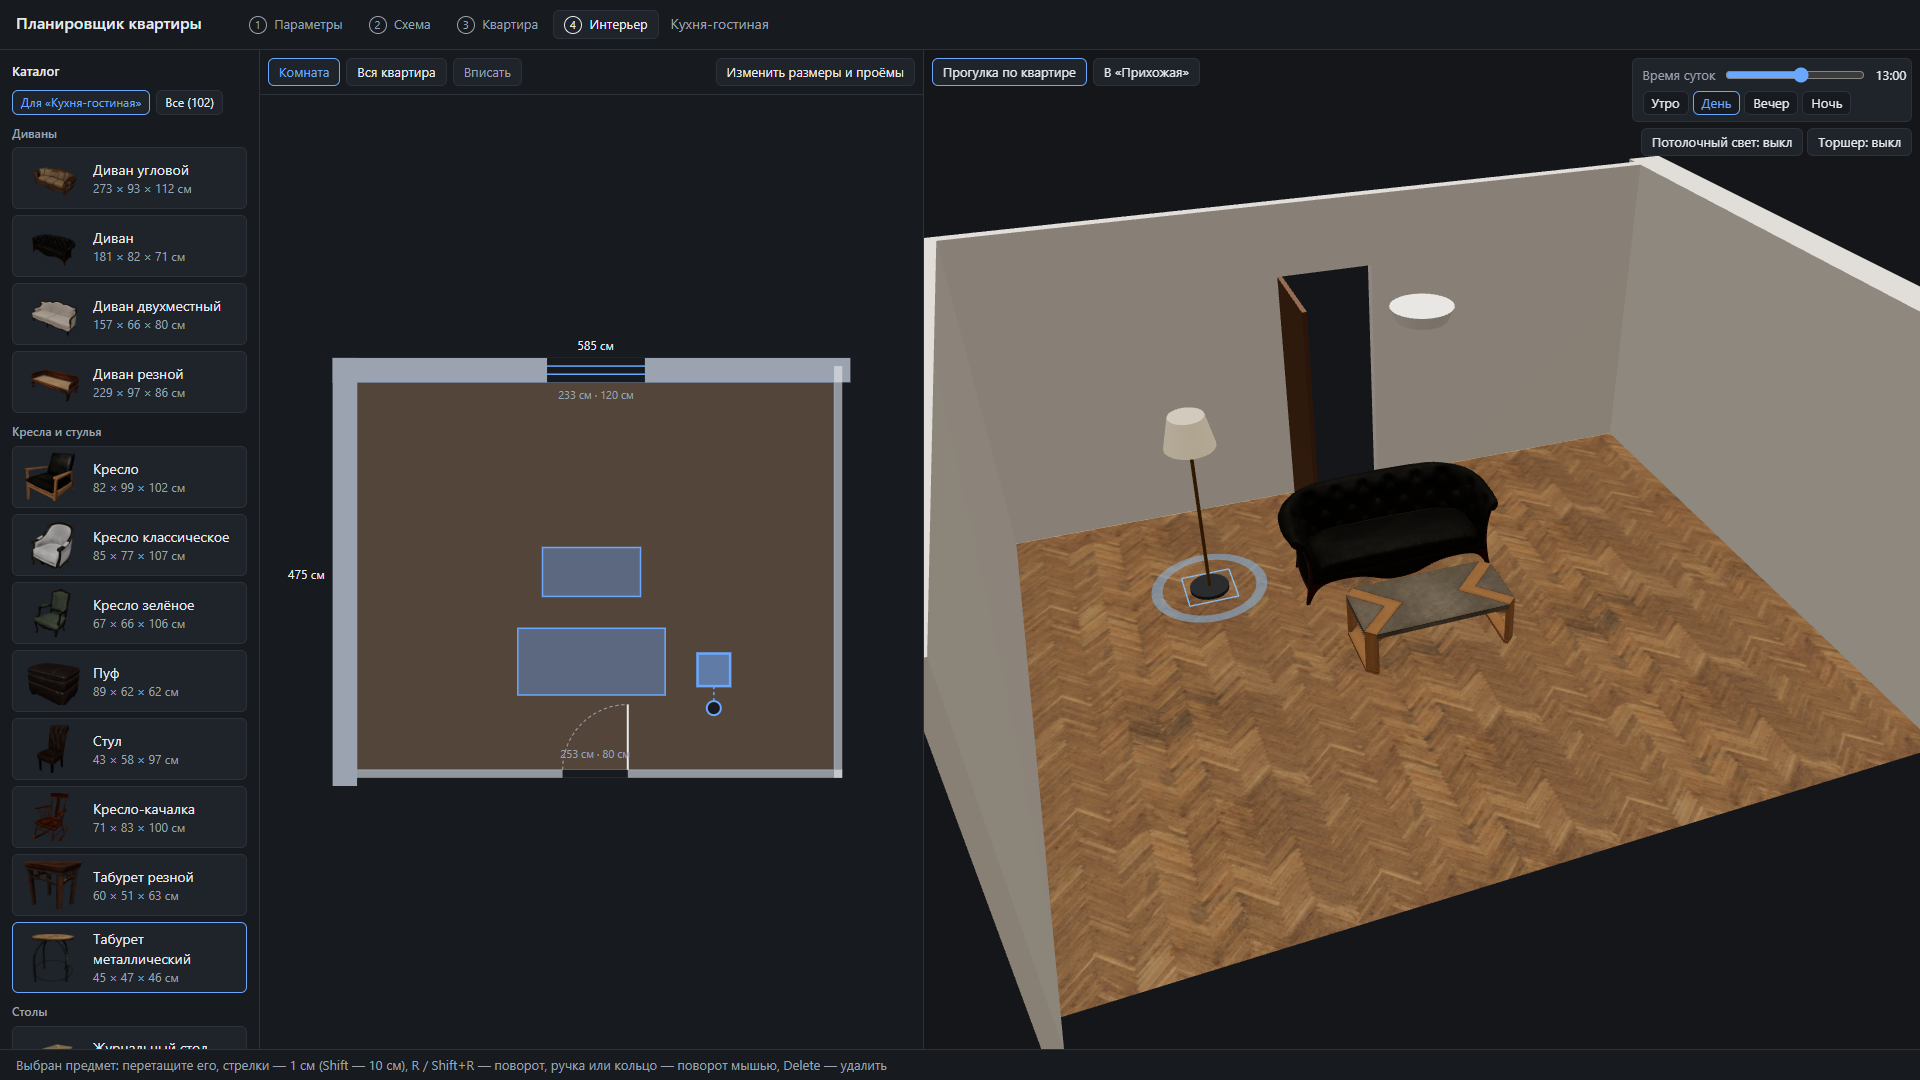 Планировщик квартиры
1 Параметры
2 Схема
3 Квартира
4 Интерьер
Кухня-гостиная
Каталог
Для «Кухня-гостиная»
Все (102)
Диваны
Диван угловой
273 × 93 × 112 см
Диван
181 × 82 × 71 см
Диван двухместный
157 × 66 × 80 см
Диван резной
229 × 97 × 86 см
Кресла и стулья
Кресло
82 × 99 × 102 см
Кресло классическое
85 × 77 × 107 см
Кресло зелёное
67 × 66 × 106 см
Пуф
89 × 62 × 62 см
Стул
43 × 58 × 97 см
Кресло-качалка
71 × 83 × 100 см
Табурет резной
60 × 51 × 63 см
Табурет
металлический
45 × 47 × 46 см
Столы
Журнальный стол
Комната
Вся квартира
Вписать
Изменить размеры и проёмы
585 см
233 см · 120 см
475 см
253 см · 80 см
Прогулка по квартире
В «Прихожая»
Время суток
13:00
Утро
День
Вечер
Ночь
Потолочный свет: выкл
Торшер: выкл
Выбран предмет: перетащите его, стрелки — 1 см (Shift — 10 см), R / Shift+R — поворот, ручка или кольцо — поворот мышью, Delete — удалить